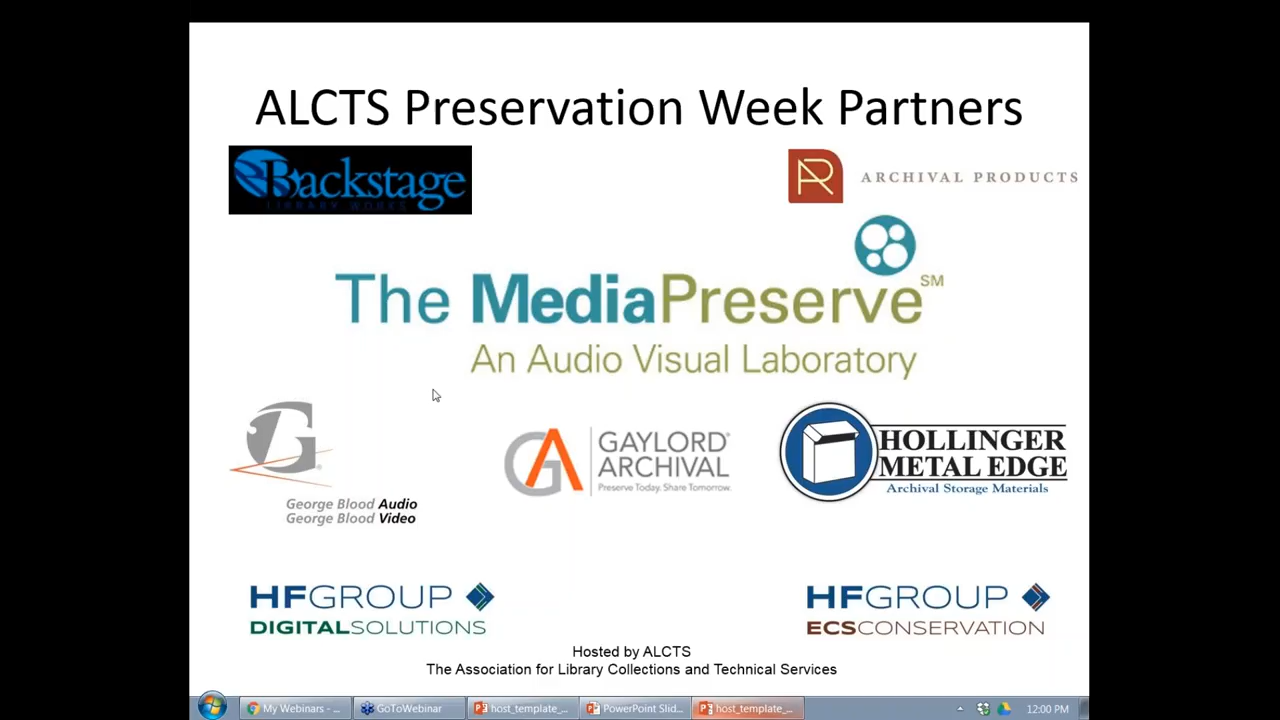 ALCTS Preservation Week Partners
Backstage
LIBRARY WORKS
ARCHIVAL PRODUCTS
The MediaPreserve SM
An Audio Visual Laboratory
George Blood Audio
George Blood Video
GAYLORD®
ARCHIVAL
Preserve Today. Share Tomorrow.
HOLLINGER
METAL EDGE
Archival Storage Materials
HFGROUP
DIGITALSOLUTIONS
HFGROUP
ECSCONSERVATION
Hosted by ALCTS
The Association for Library Collections and Technical Services
My Webinars - ...
GoToWebinar
host_template_...
PowerPoint Slid...
host_template_...
12:00 PM